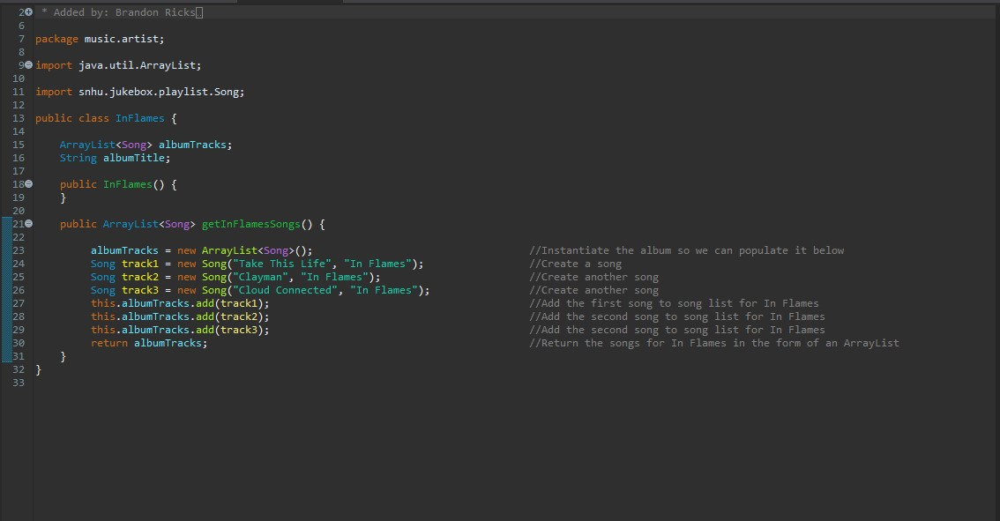 2 * Added by: Brandon Ricks
6
7 package music.artist;
8
9 import java.util.ArrayList;
10
11 import snhu.jukebox.playlist.Song;
12
13 public class InFlames {
14
15 ArrayList<Song> albumTracks;
16 String albumTitle;
17
18 public InFlames() {
19 }
20
21 public ArrayList<Song> getInFlamesSongs() {
22
23 albumTracks = new ArrayList<Song>(); //Instantiate the album so we can populate it below
24 Song track1 = new Song("Take This Life", "In Flames"); //Create a song
25 Song track2 = new Song("Clayman", "In Flames"); //Create another song
26 Song track3 = new Song("Cloud Connected", "In Flames"); //Create another song
27 this.albumTracks.add(track1); //Add the first song to song list for In Flames
28 this.albumTracks.add(track2); //Add the second song to song list for In Flames
29 this.albumTracks.add(track3); //Add the second song to song list for In Flames
30 return albumTracks; //Return the songs for In Flames in the form of an ArrayList
31 }
32 }
33